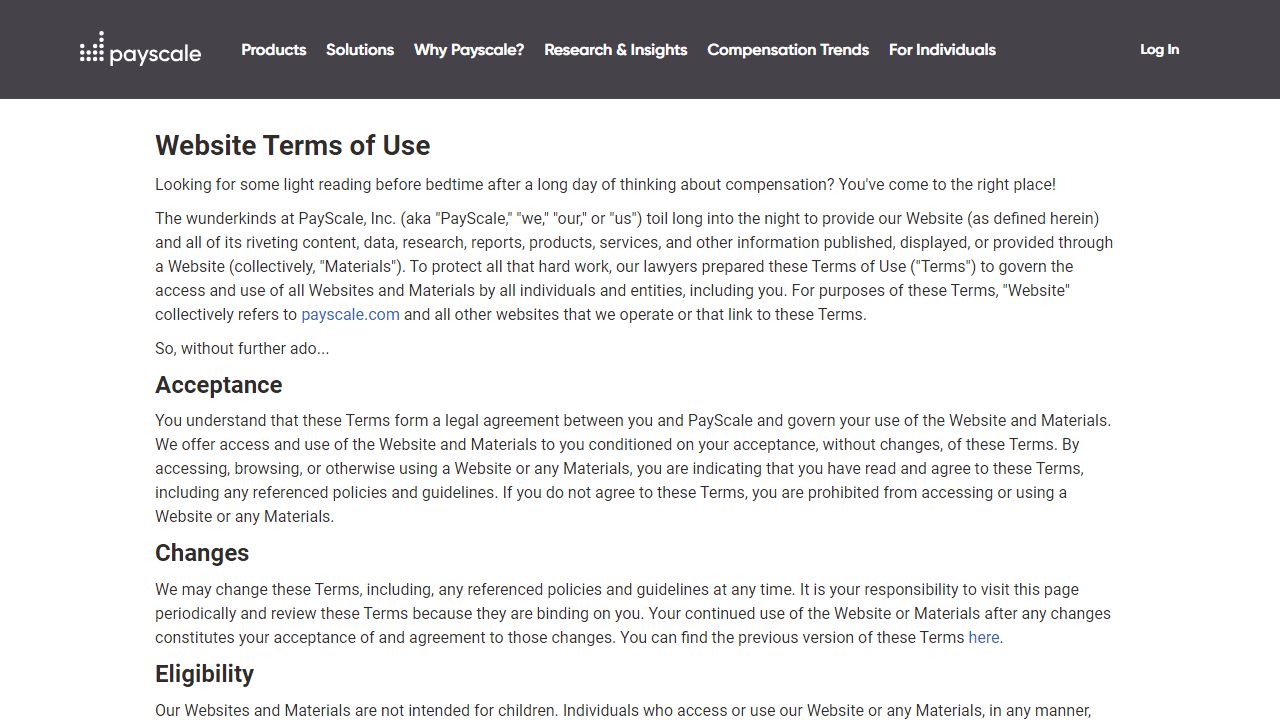 payscale
Products Solutions Why Payscale? Research & Insights Compensation Trends For Individuals Log In
Website Terms of Use
Looking for some light reading before bedtime after a long day of thinking about compensation? You've come to the right place!
The wunderkinds at PayScale, Inc. (aka "PayScale," "we," "our," or "us") toil long into the night to provide our Website (as defined herein)
and all of its riveting content, data, research, reports, products, services, and other information published, displayed, or provided through
a Website (collectively, "Materials"). To protect all that hard work, our lawyers prepared these Terms of Use ("Terms") to govern the
access and use of all Websites and Materials by all individuals and entities, including you. For purposes of these Terms, "Website"
collectively refers to payscale.com and all other websites that we operate or that link to these Terms.
So, without further ado...
Acceptance
You understand that these Terms form a legal agreement between you and PayScale and govern your use of the Website and Materials.
We offer access and use of the Website and Materials to you conditioned on your acceptance, without changes, of these Terms. By
accessing, browsing, or otherwise using a Website or any Materials, you are indicating that you have read and agree to these Terms,
including any referenced policies and guidelines. If you do not agree to these Terms, you are prohibited from accessing or using a
Website or any Materials.
Changes
We may change these Terms, including, any referenced policies and guidelines at any time. It is your responsibility to visit this page
periodically and review these Terms because they are binding on you. Your continued use of the Website or Materials after any changes
constitutes your acceptance of and agreement to those changes. You can find the previous version of these Terms here.
Eligibility
Our Websites and Materials are not intended for children. Individuals who access or use our Website or any Materials, in any manner,